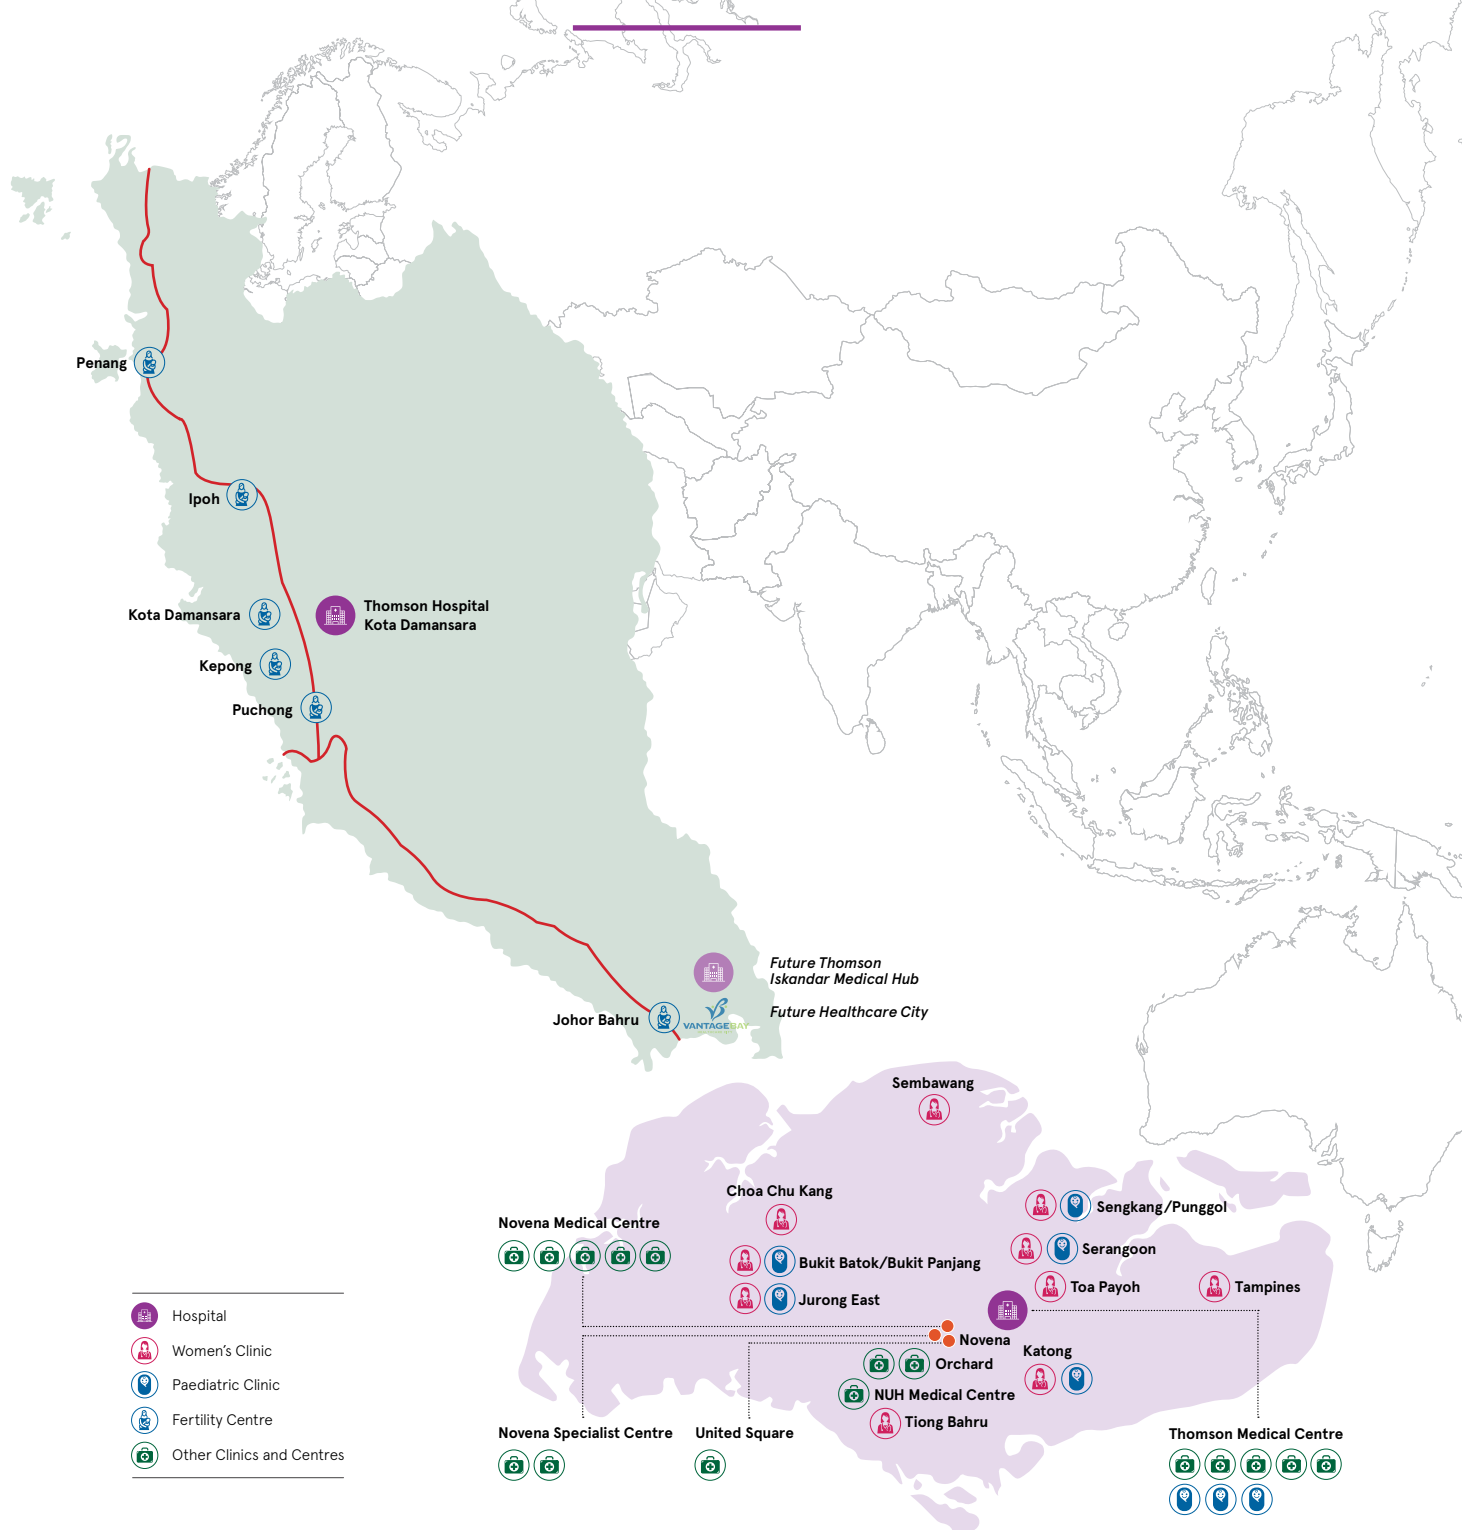 Penang
Ipoh
Kota Damansara
Thomson Hospital
Kota Damansara
Kepong
Puchong
Future Thomson
Iskandar Medical Hub
Future Healthcare City
Johor Bahru
VANTAGEBAY
Sembawang
Choa Chu Kang
Sengkang/Punggol
Novena Medical Centre
Serangoon
Bukit Batok/Bukit Panjang
Toa Payoh
Tampines
Jurong East
Novena
Katong
Orchard
NUH Medical Centre
Tiong Bahru
Novena Specialist Centre
United Square
Thomson Medical Centre
Hospital
Women's Clinic
Paediatric Clinic
Fertility Centre
Other Clinics and Centres